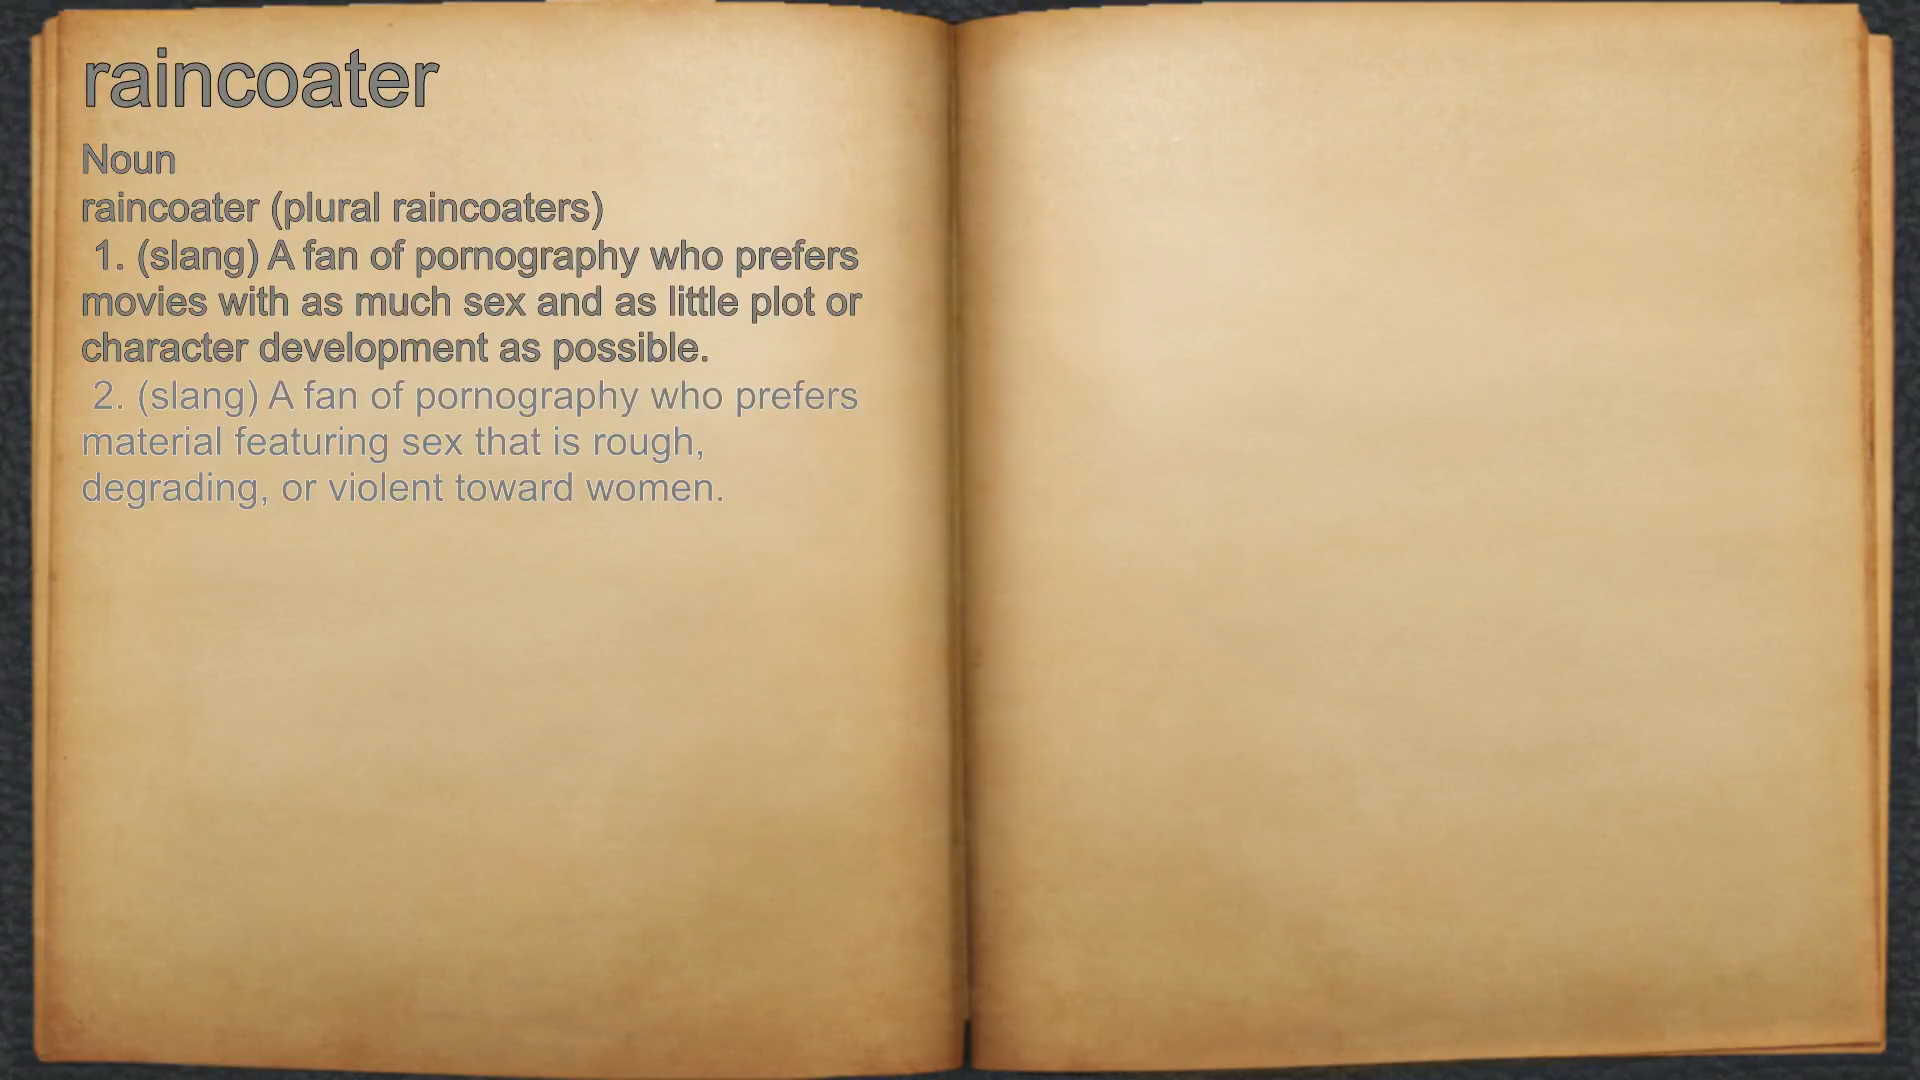 raincoater
Noun
raincoater (plural raincoaters)
1. (slang) A fan of pornography who prefers
movies with as much sex and as little plot or
character development as possible.
2. (slang) A fan of pornography who prefers
material featuring sex that is rough,
degrading, or violent toward women.